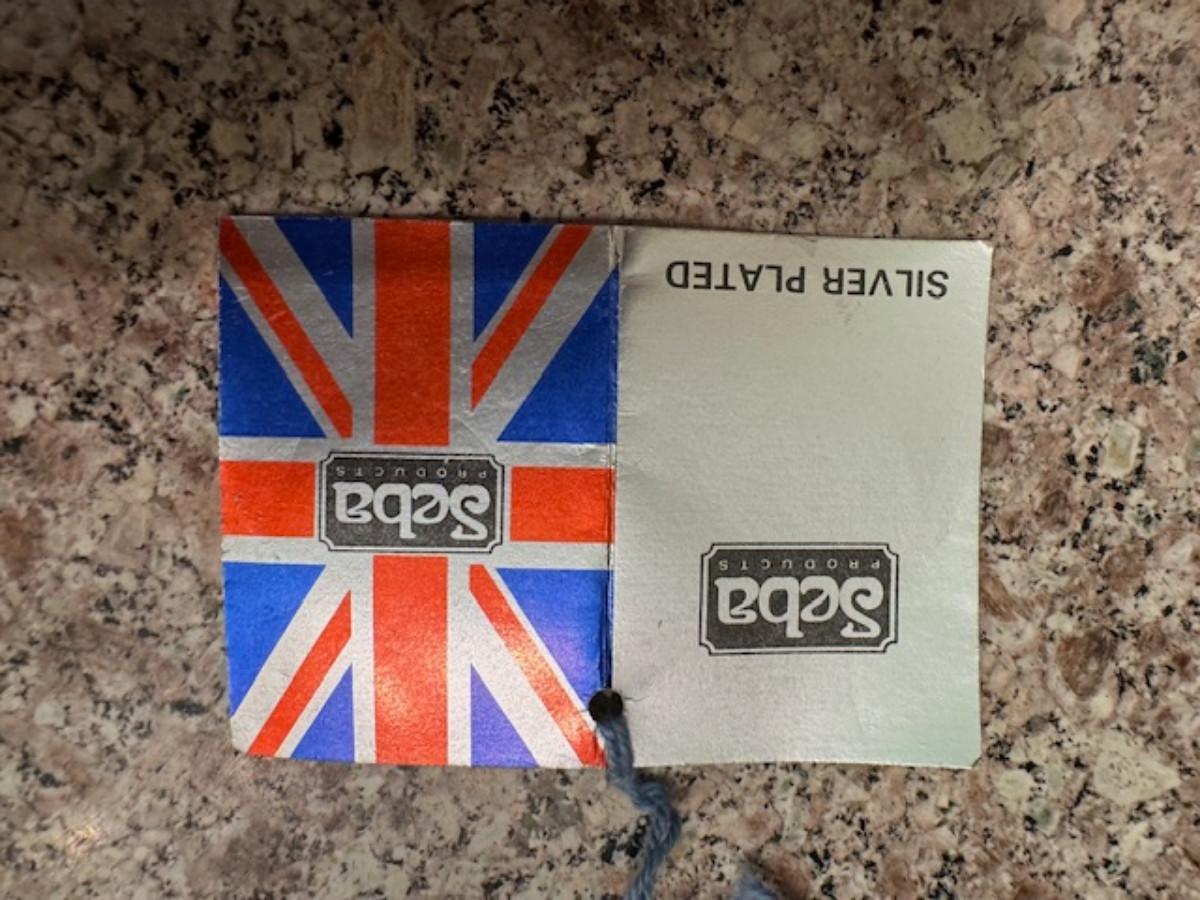 Seba
PRODUCTS
SILVER PLATED
Seba
PRODUCTS